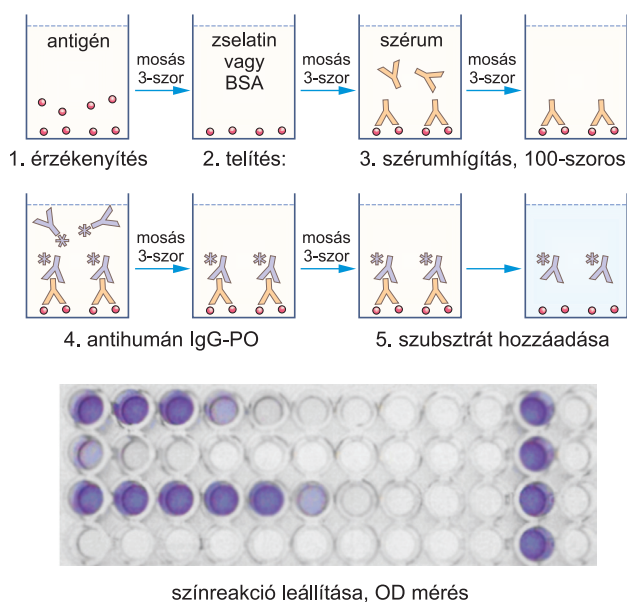 antigén
mosás
3-szor
zselatin
vagy
BSA
mosás
3-szor
szérum
mosás
3-szor
1. érzékenyítés
2. telítés:
3. szérumhígítás, 100-szoros
mosás
3-szor
mosás
3-szor
4. antihumán IgG-PO
5. szubsztrát hozzáadása
színreakció leállítása, OD mérés